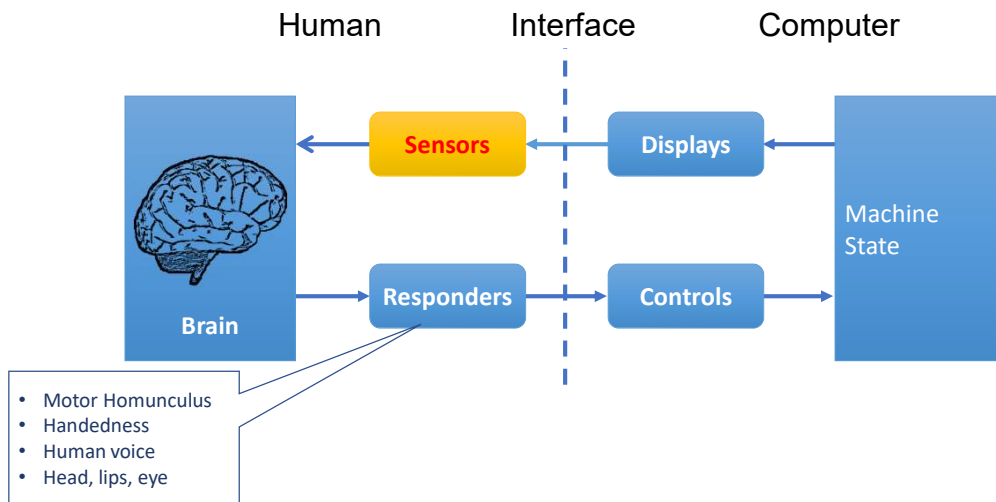 Human Interface Computer
Sensors
Displays
Machine
State
Brain
Responders
Controls
• Motor Homunculus
• Handedness
• Human voice
• Head, lips, eye